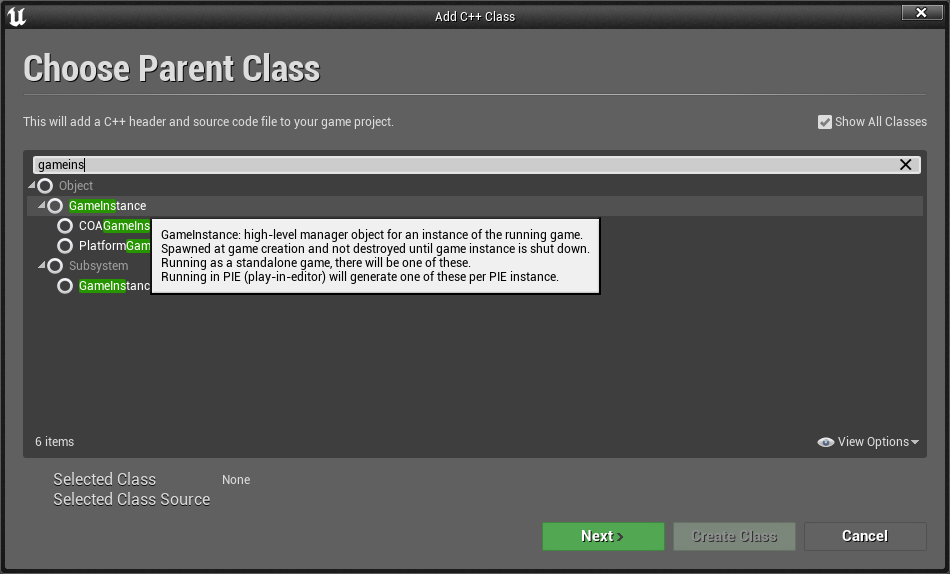 Add C++ Class
Choose Parent Class
This will add a C++ header and source code file to your game project.
Show All Classes
gameins
Object
GameInstance
COAGameIns
PlatformGam
GameInstance: high-level manager object for an instance of the running game.
Spawned at game creation and not destroyed until game instance is shut down.
Running as a standalone game, there will be one of these.
Running in PIE (play-in-editor) will generate one of these per PIE instance.
Subsystem
GameInstanc
6 items
View Options
Selected Class None
Selected Class Source
Next >
Create Class
Cancel